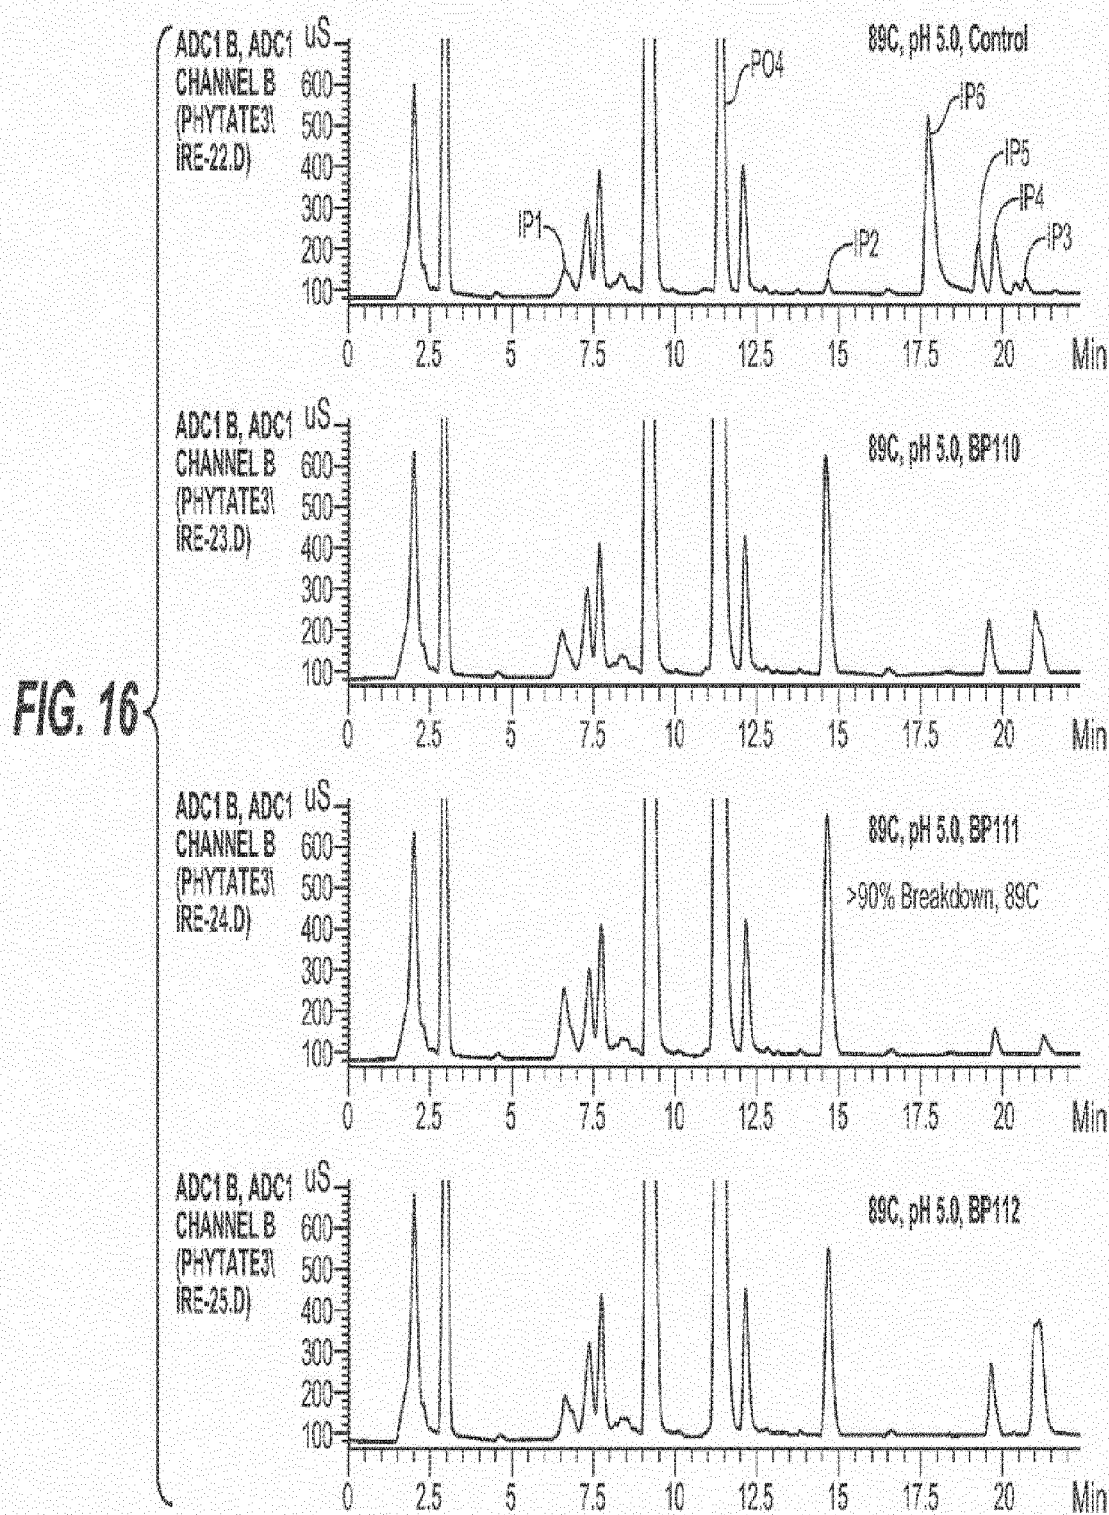 FIG. 16
ADC1 B, ADC1
CHANNEL B
(PHYTATE3\
IRE-22.D)
uS
89C, pH 5.0, Control
PO4
IP6
IP5
IP4
IP3
IP2
IP1
600
500
400
300
200
100
0 2.5 5 7.5 10 12.5 15 17.5 20 Min
ADC1 B, ADC1
CHANNEL B
(PHYTATE3\
IRE-23.D)
uS
89C, pH 5.0, BP110
600
500
400
300
200
100
0 2.5 5 7.5 10 12.5 15 17.5 20 Min
ADC1 B, ADC1
CHANNEL B
(PHYTATE3\
IRE-24.D)
uS
89C, pH 5.0, BP111
>90% Breakdown, 89C
600
500
400
300
200
100
0 2.5 5 7.5 10 12.5 15 17.5 20 Min
ADC1 B, ADC1
CHANNEL B
(PHYTATE3\
IRE-25.D)
uS
89C, pH 5.0, BP112
600
500
400
300
200
100
0 2.5 5 7.5 10 12.5 15 17.5 20 Min